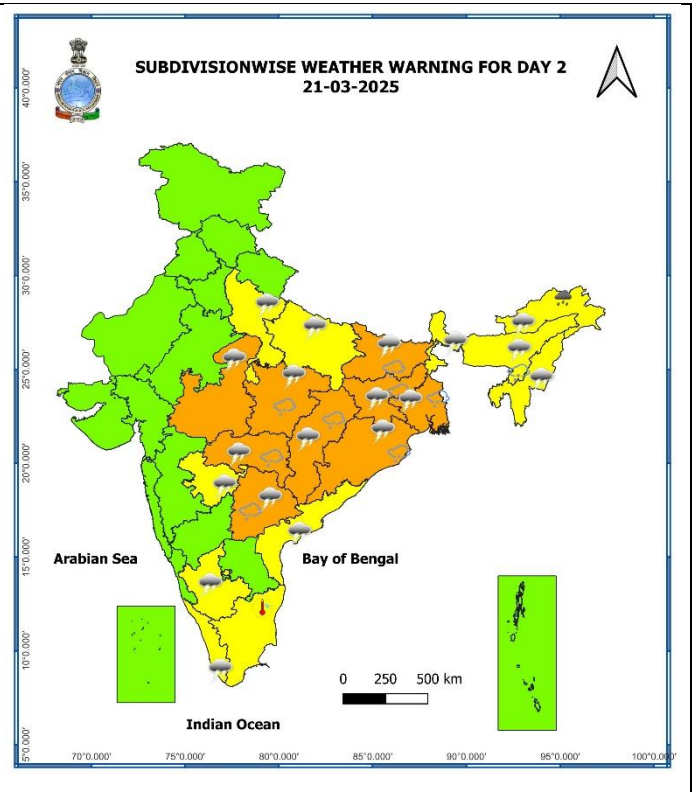 SUBDIVISIONWISE WEATHER WARNING FOR DAY 2
21-03-2025
40°0.000'
35°0.000'
30°0.000'
25°0.000'
20°0.000'
15°0.000'
10°0.000'
5°0.000'
Arabian Sea
Bay of Bengal
0 250 500 km
Indian Ocean
70°0.000' 75°0.000' 80°0.000' 85°0.000' 90°0.000' 95°0.000' 100°0.000'